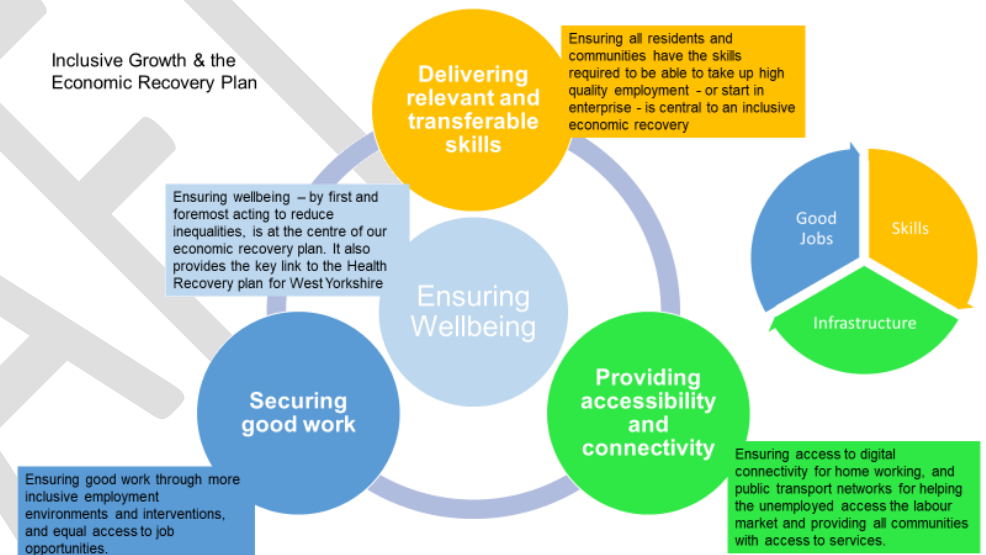 Inclusive Growth & the
Economic Recovery Plan
Delivering
relevant and
transferable
skills
Ensuring all residents and
communities have the skills
required to be able to take up high
quality employment - or start in
enterprise - is central to an inclusive
economic recovery
Ensuring wellbeing – by first and
foremost acting to reduce
inequalities, is at the centre of our
economic recovery plan. It also
provides the key link to the Health
Recovery plan for West Yorkshire
Ensuring
Wellbeing
Good
Jobs
Skills
Infrastructure
Securing
good work
Providing
accessibility
and
connectivity
Ensuring good work through more
inclusive employment
environments and interventions,
and equal access to job
opportunities.
Ensuring access to digital
connectivity for home working, and
public transport networks for helping
the unemployed access the labour
market and providing all communities
with access to services.